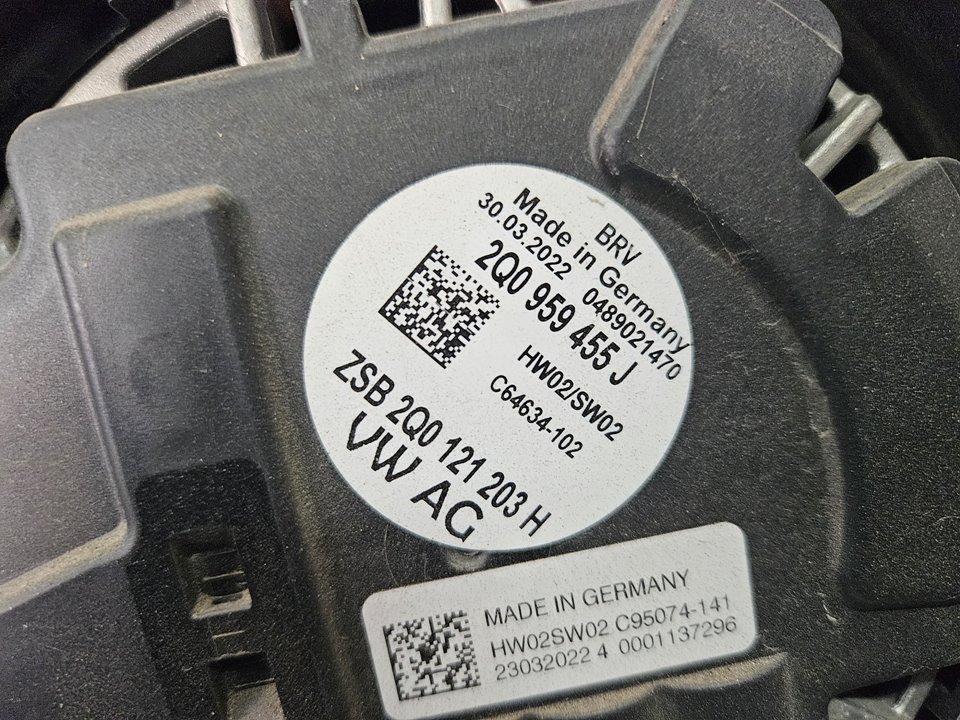 BRV
Made in Germany
30.03.2022 0489021470
2Q0 959 455 J
HW02/SW02
C64634-102
ZSB 2Q0 121 203 H
VW AG
MADE IN GERMANY
HW02SW02 C95074-141
23032022 4 0001137296